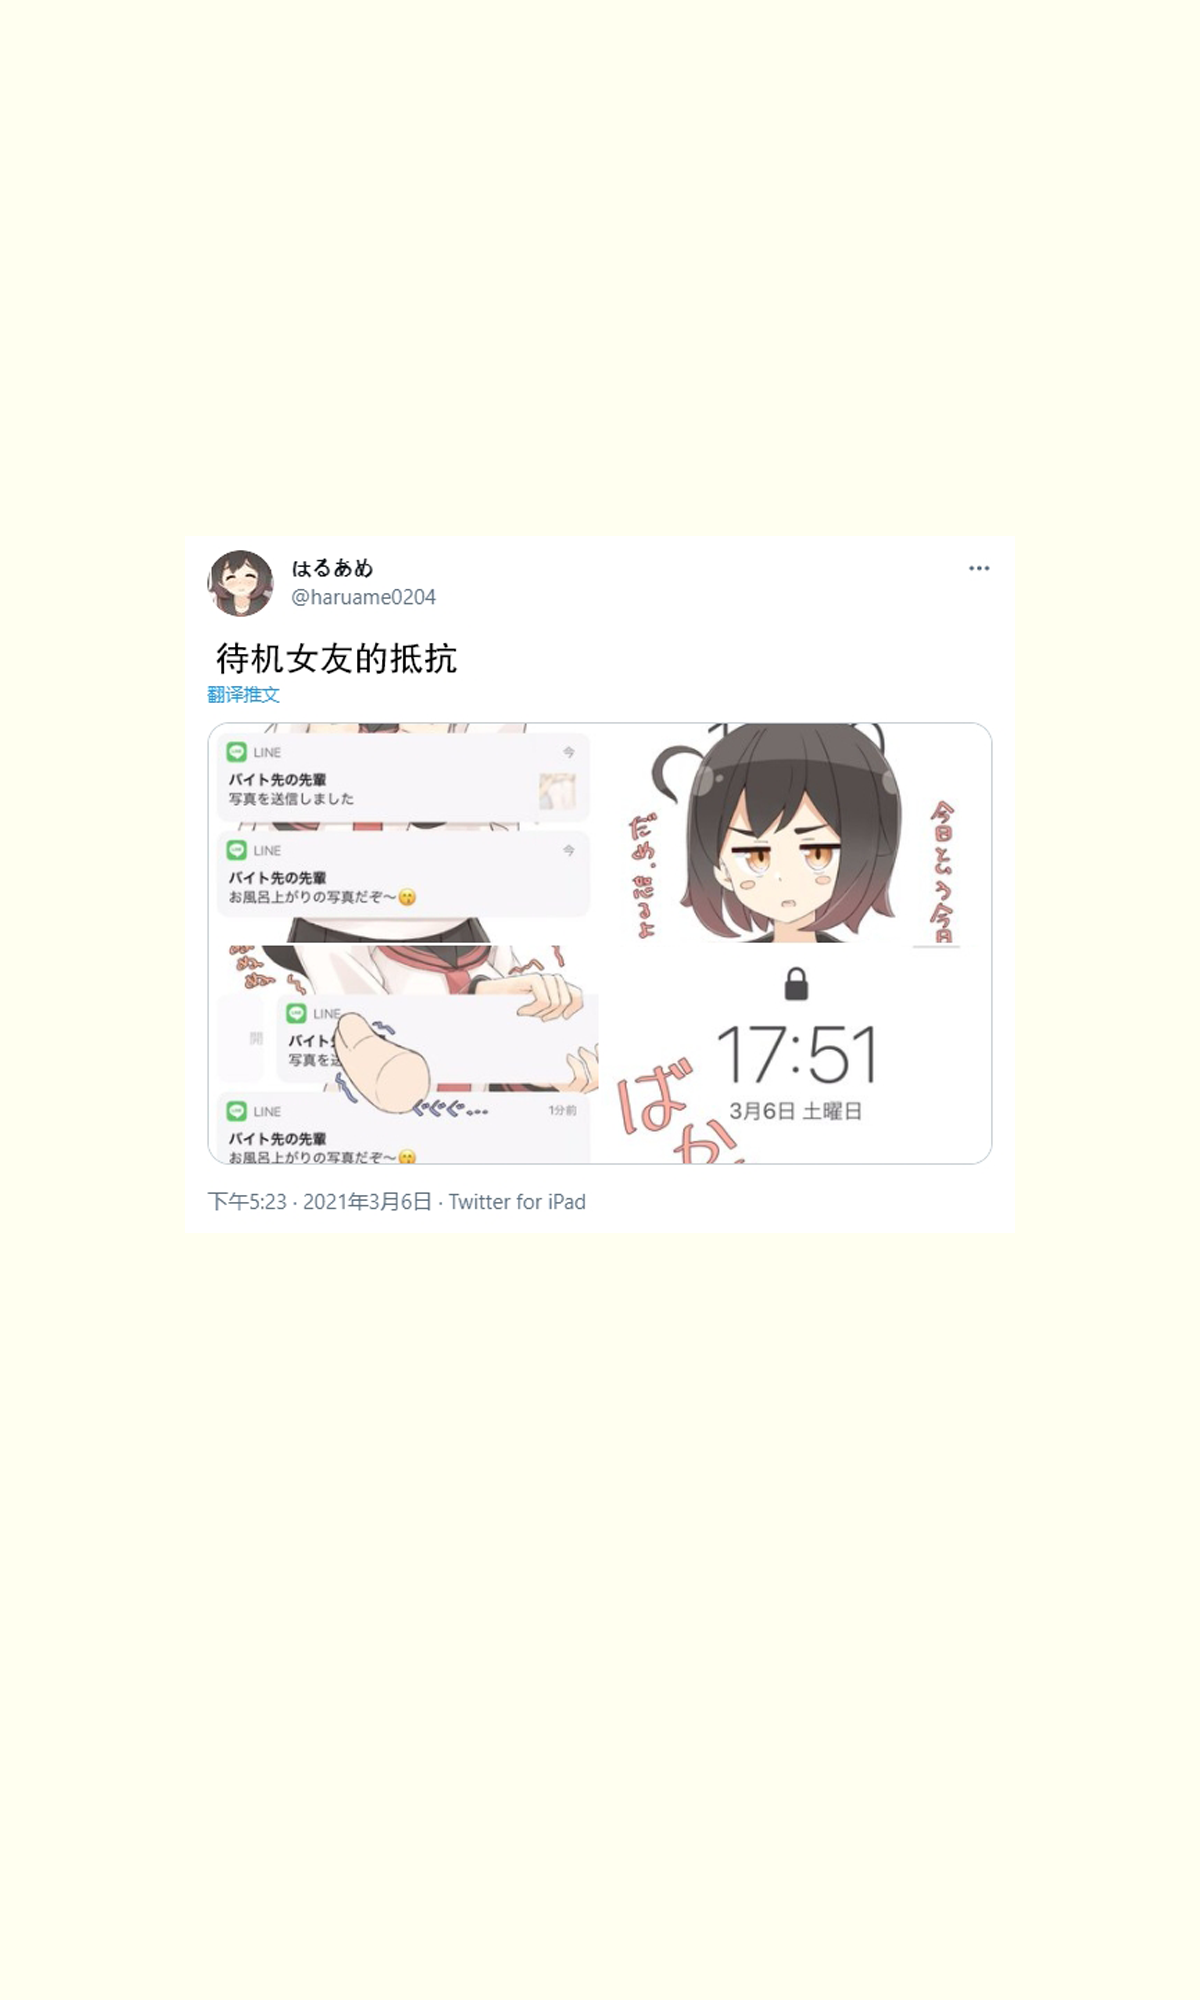 はるあめ
@haruame0204
待机女友的抵抗
翻译推文
LINE
今
バイト先の先輩
写真を送信しました
LINE
今
バイト先の先輩
お風呂上がりの写真だぞ〜
今日という今日
だめ、怒るよ
開
LINE
バイト
写真を送
ぐぐぐ…
LINE
1分前
バイト先の先輩
お風呂上がりの写真だぞ〜
17:51
3月6日 土曜日
ばか
下午5:23 · 2021年3月6日 · Twitter for iPad